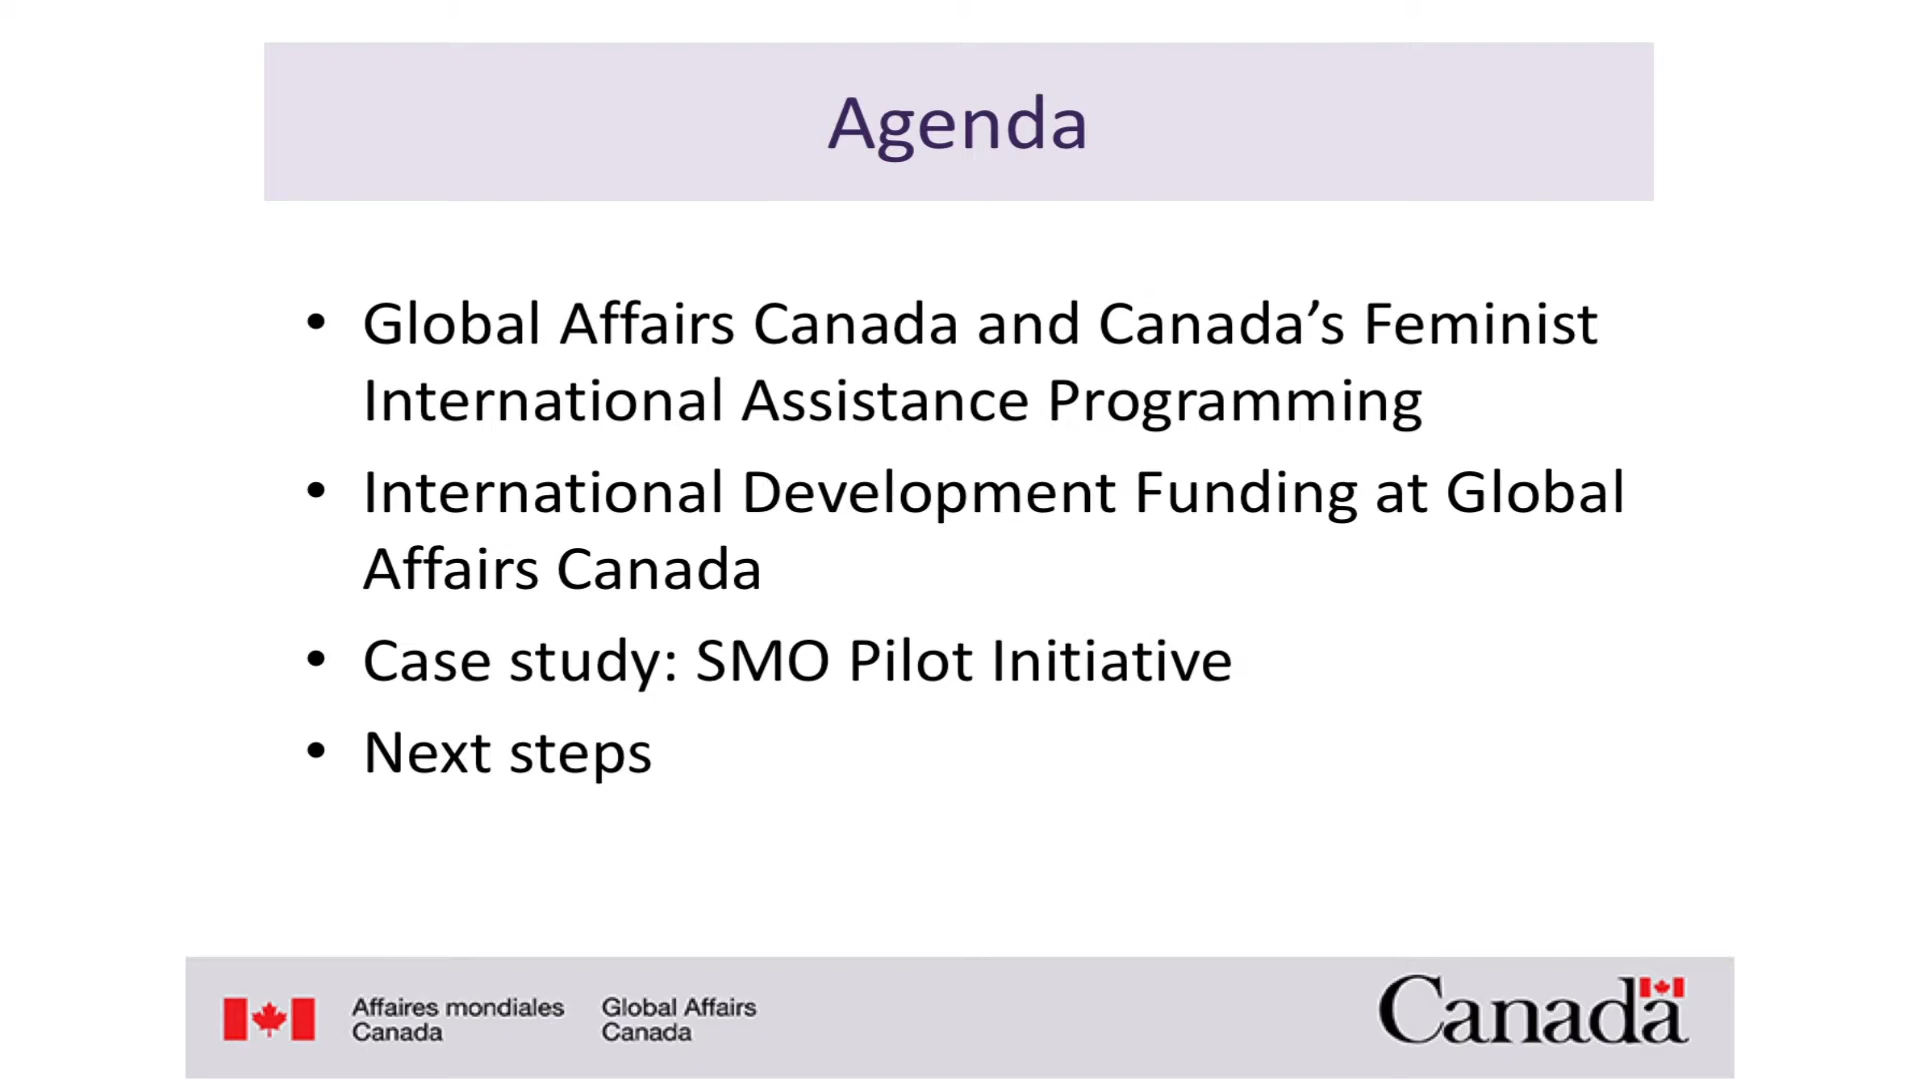 Agenda
• Global Affairs Canada and Canada’s Feminist
International Assistance Programming
• International Development Funding at Global
Affairs Canada
• Case study: SMO Pilot Initiative
• Next steps
Affaires mondiales
Canada
Global Affairs
Canada
Canada